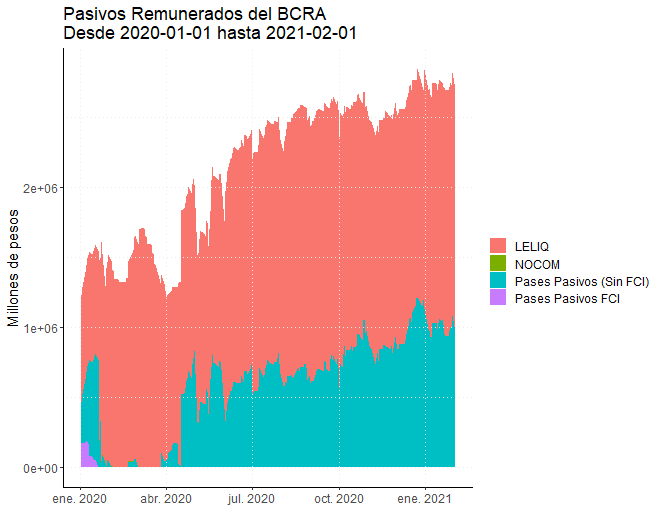 Pasivos Remunerados del BCRA
Desde 2020-01-01 hasta 2021-02-01
Millones de pesos
2e+06
1e+06
0e+00
ene. 2020
abr. 2020
jul. 2020
oct. 2020
ene. 2021
LELIQ
NOCOM
Pases Pasivos (Sin FCI)
Pases Pasivos FCI